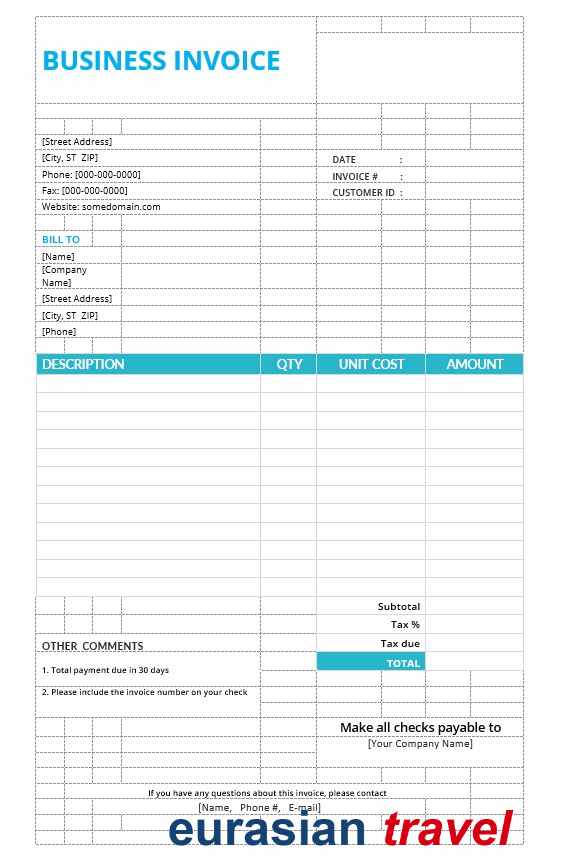 BUSINESS INVOICE
[Street Address]
[City, ST ZIP]
Phone: [000-000-0000]
Fax: [000-000-0000]
Website: somedomain.com
DATE :
INVOICE # :
CUSTOMER ID :
BILL TO
[Name]
[Company
Name]
[Street Address]
[City, ST ZIP]
[Phone]
DESCRIPTION QTY UNIT COST AMOUNT
Subtotal
Tax %
Tax due
TOTAL
OTHER COMMENTS
1. Total payment due in 30 days
2. Please include the invoice number on your check
Make all checks payable to
[Your Company Name]
If you have any questions about this invoice, please contact
[Name, Phone #, E-mail]
eurasian travel